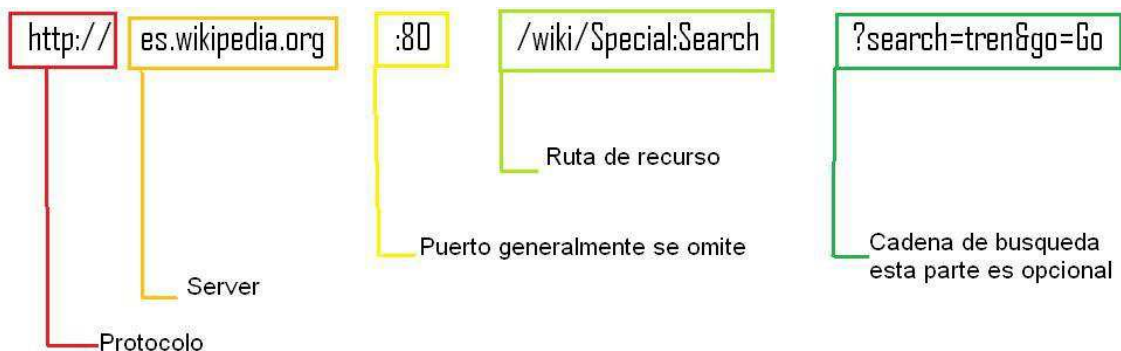 http:// es.wikipedia.org :80 /wiki/Special:Search ?search=tren&go=Go
Ruta de recurso
Puerto generalmente se omite
Cadena de busqueda
esta parte es opcional
Server
Protocolo